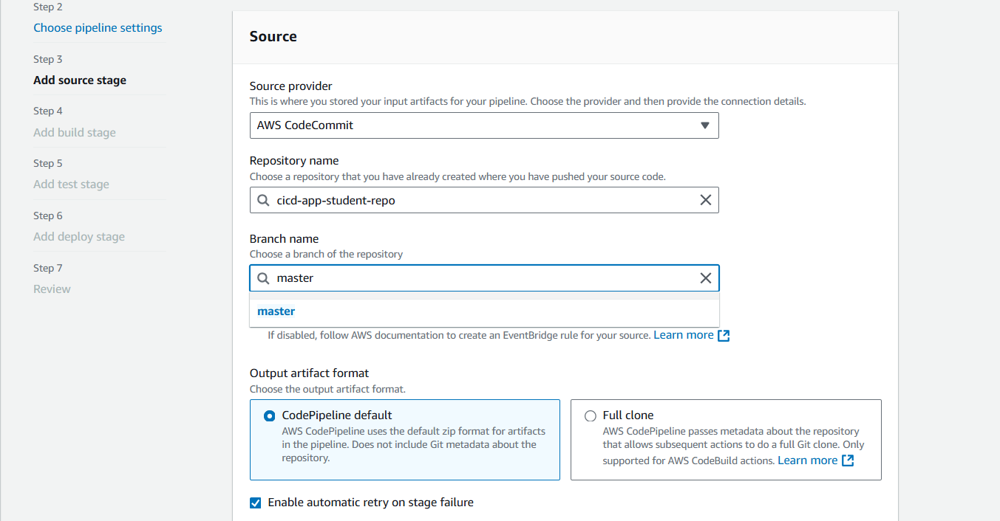 Step 2
Choose pipeline settings
Step 3
Add source stage
Step 4
Add build stage
Step 5
Add test stage
Step 6
Add deploy stage
Step 7
Review
Source
Source provider
This is where you stored your input artifacts for your pipeline. Choose the provider and then provide the connection details.
AWS CodeCommit
Repository name
Choose a repository that you have already created where you have pushed your source code.
cicd-app-student-repo
Branch name
Choose a branch of the repository
master
master
If disabled, follow AWS documentation to create an EventBridge rule for your source. Learn more
Output artifact format
Choose the output artifact format.
CodePipeline default
AWS CodePipeline uses the default zip format for artifacts
in the pipeline. Does not include Git metadata about the
repository.
Full clone
AWS CodePipeline passes metadata about the repository
that allows subsequent actions to do a full Git clone. Only
supported for AWS CodeBuild actions. Learn more
Enable automatic retry on stage failure